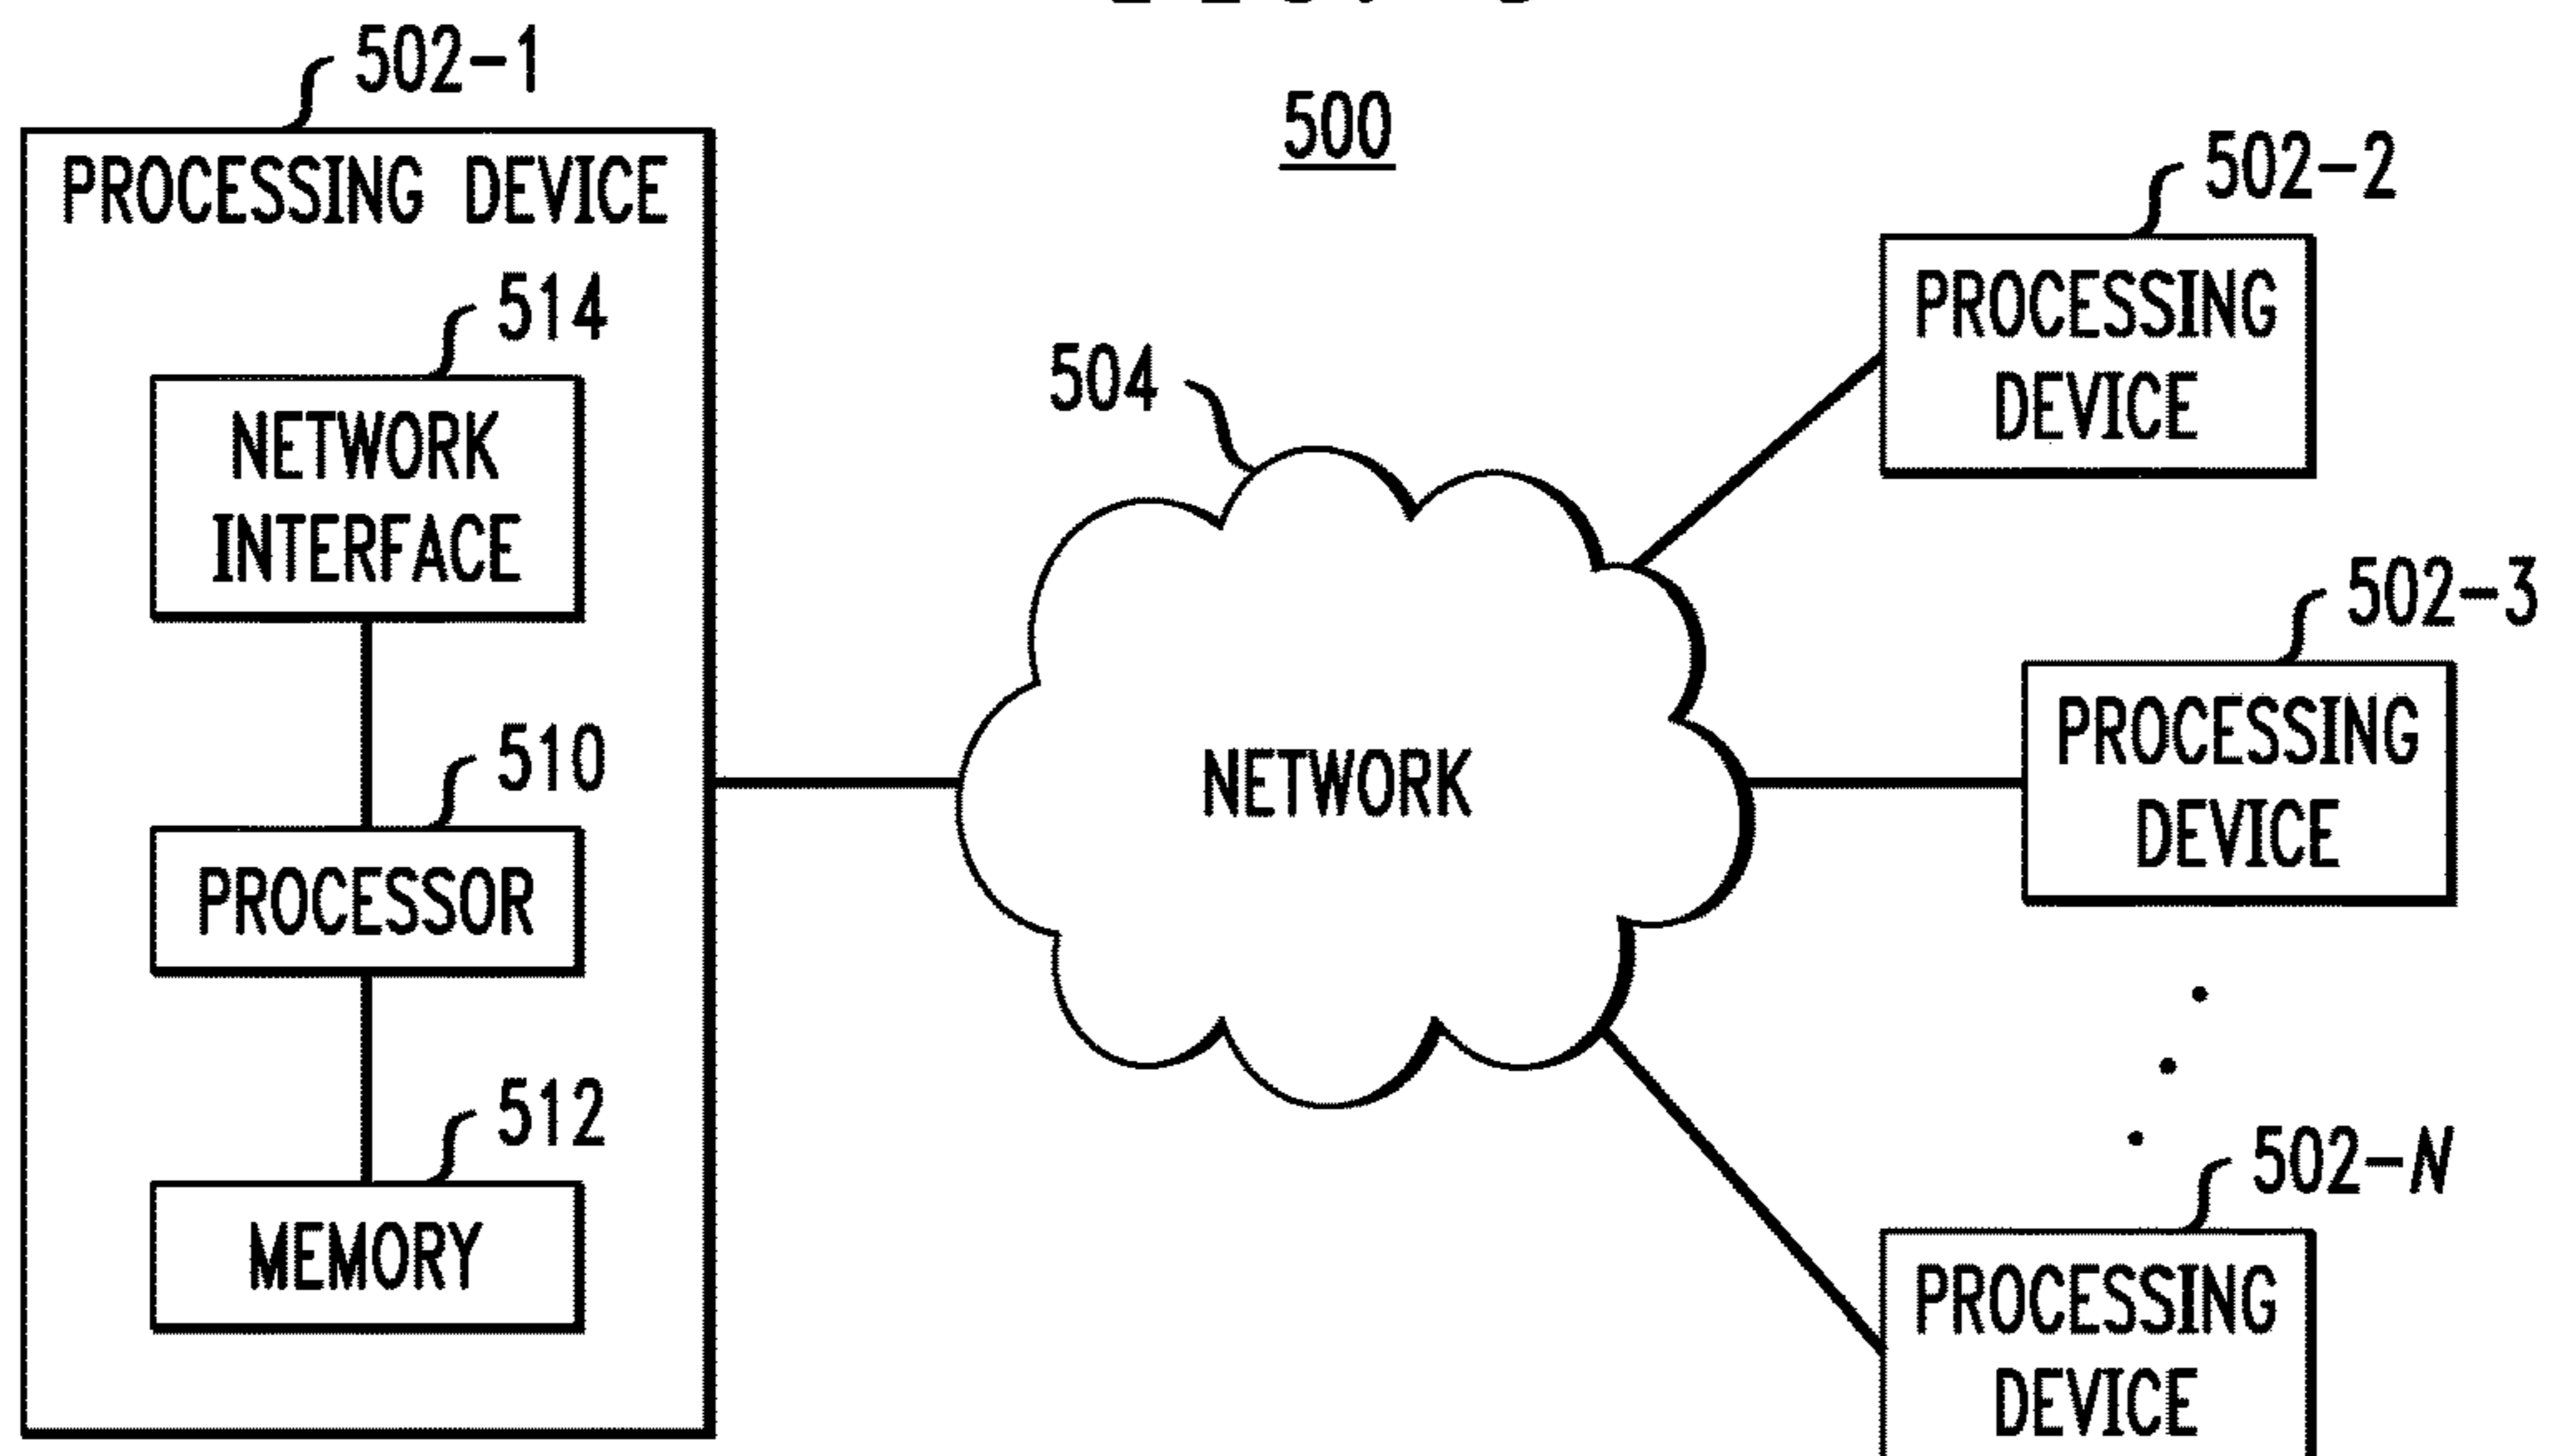 500
502-1
PROCESSING DEVICE
514
NETWORK
INTERFACE
510
PROCESSOR
512
MEMORY
504
NETWORK
502-2
PROCESSING
DEVICE
502-3
PROCESSING
DEVICE
502-N
PROCESSING
DEVICE